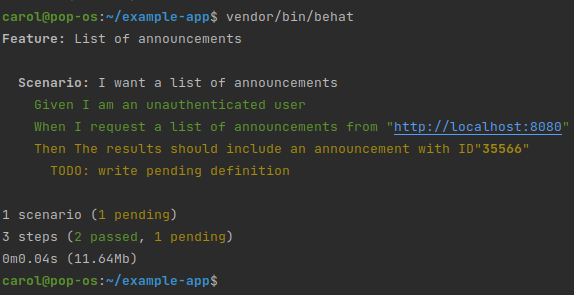 carol@pop-os:~/example-app$ vendor/bin/behat
Feature: List of announcements
Scenario: I want a list of announcements
Given I am an unauthenticated user
When I request a list of announcements from "http://localhost:8080"
Then The results should include an announcement with ID"35566"
TODO: write pending definition
1 scenario (1 pending)
3 steps (2 passed, 1 pending)
0m0.04s (11.64Mb)
carol@pop-os:~/example-app$